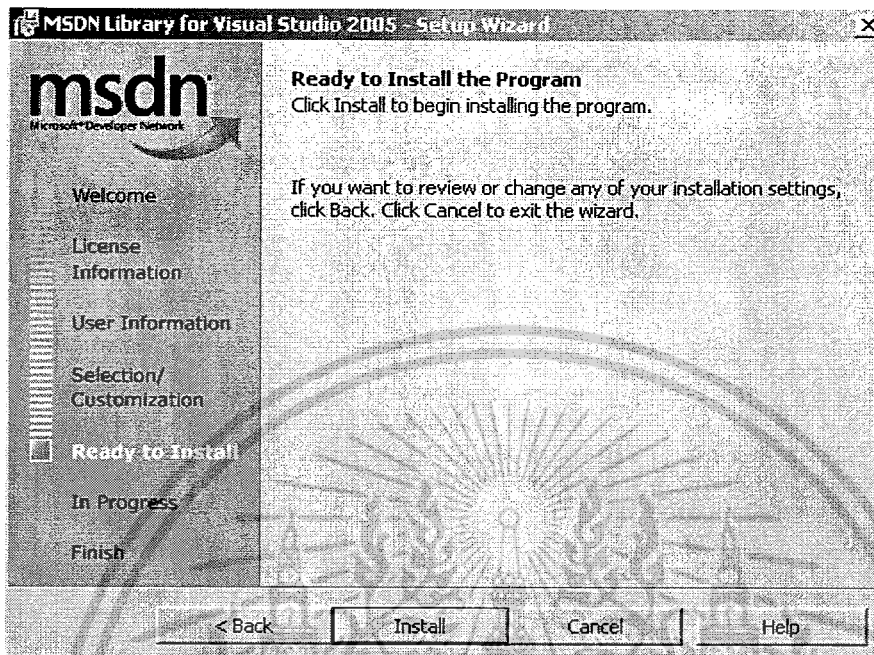 MSDN Library for Visual Studio 2005 - Setup Wizard
msdn
Microsoft Developer Network
Ready to Install the Program
Click Install to begin installing the program.
If you want to review or change any of your installation settings,
click Back. Click Cancel to exit the wizard.
Welcome
License
Information
User Information
Selection/
Customization
Ready to Install
In Progress
Finish
< Back
Install
Cancel
Help